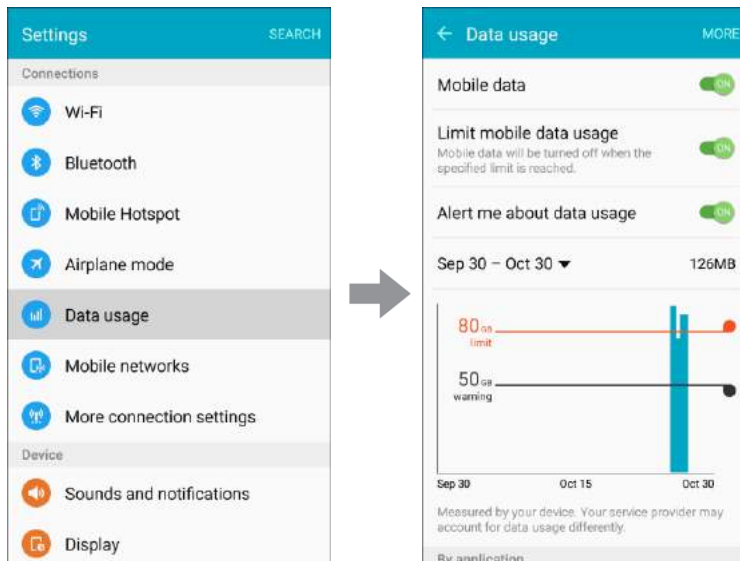 Settings
SEARCH
Connections
Wi-Fi
Bluetooth
Mobile Hotspot
Airplane mode
Data usage
Mobile networks
More connection settings
Device
Sounds and notifications
Display
Data usage
MORE
Mobile data
ON
Limit mobile data usage
Mobile data will be turned off when the
specified limit is reached.
ON
Alert me about data usage
ON
Sep 30 – Oct 30
126MB
80 GB
limit
50 GB
warning
Sep 30 Oct 15 Oct 30
Measured by your device. Your service provider may
account for data usage differently.
By application